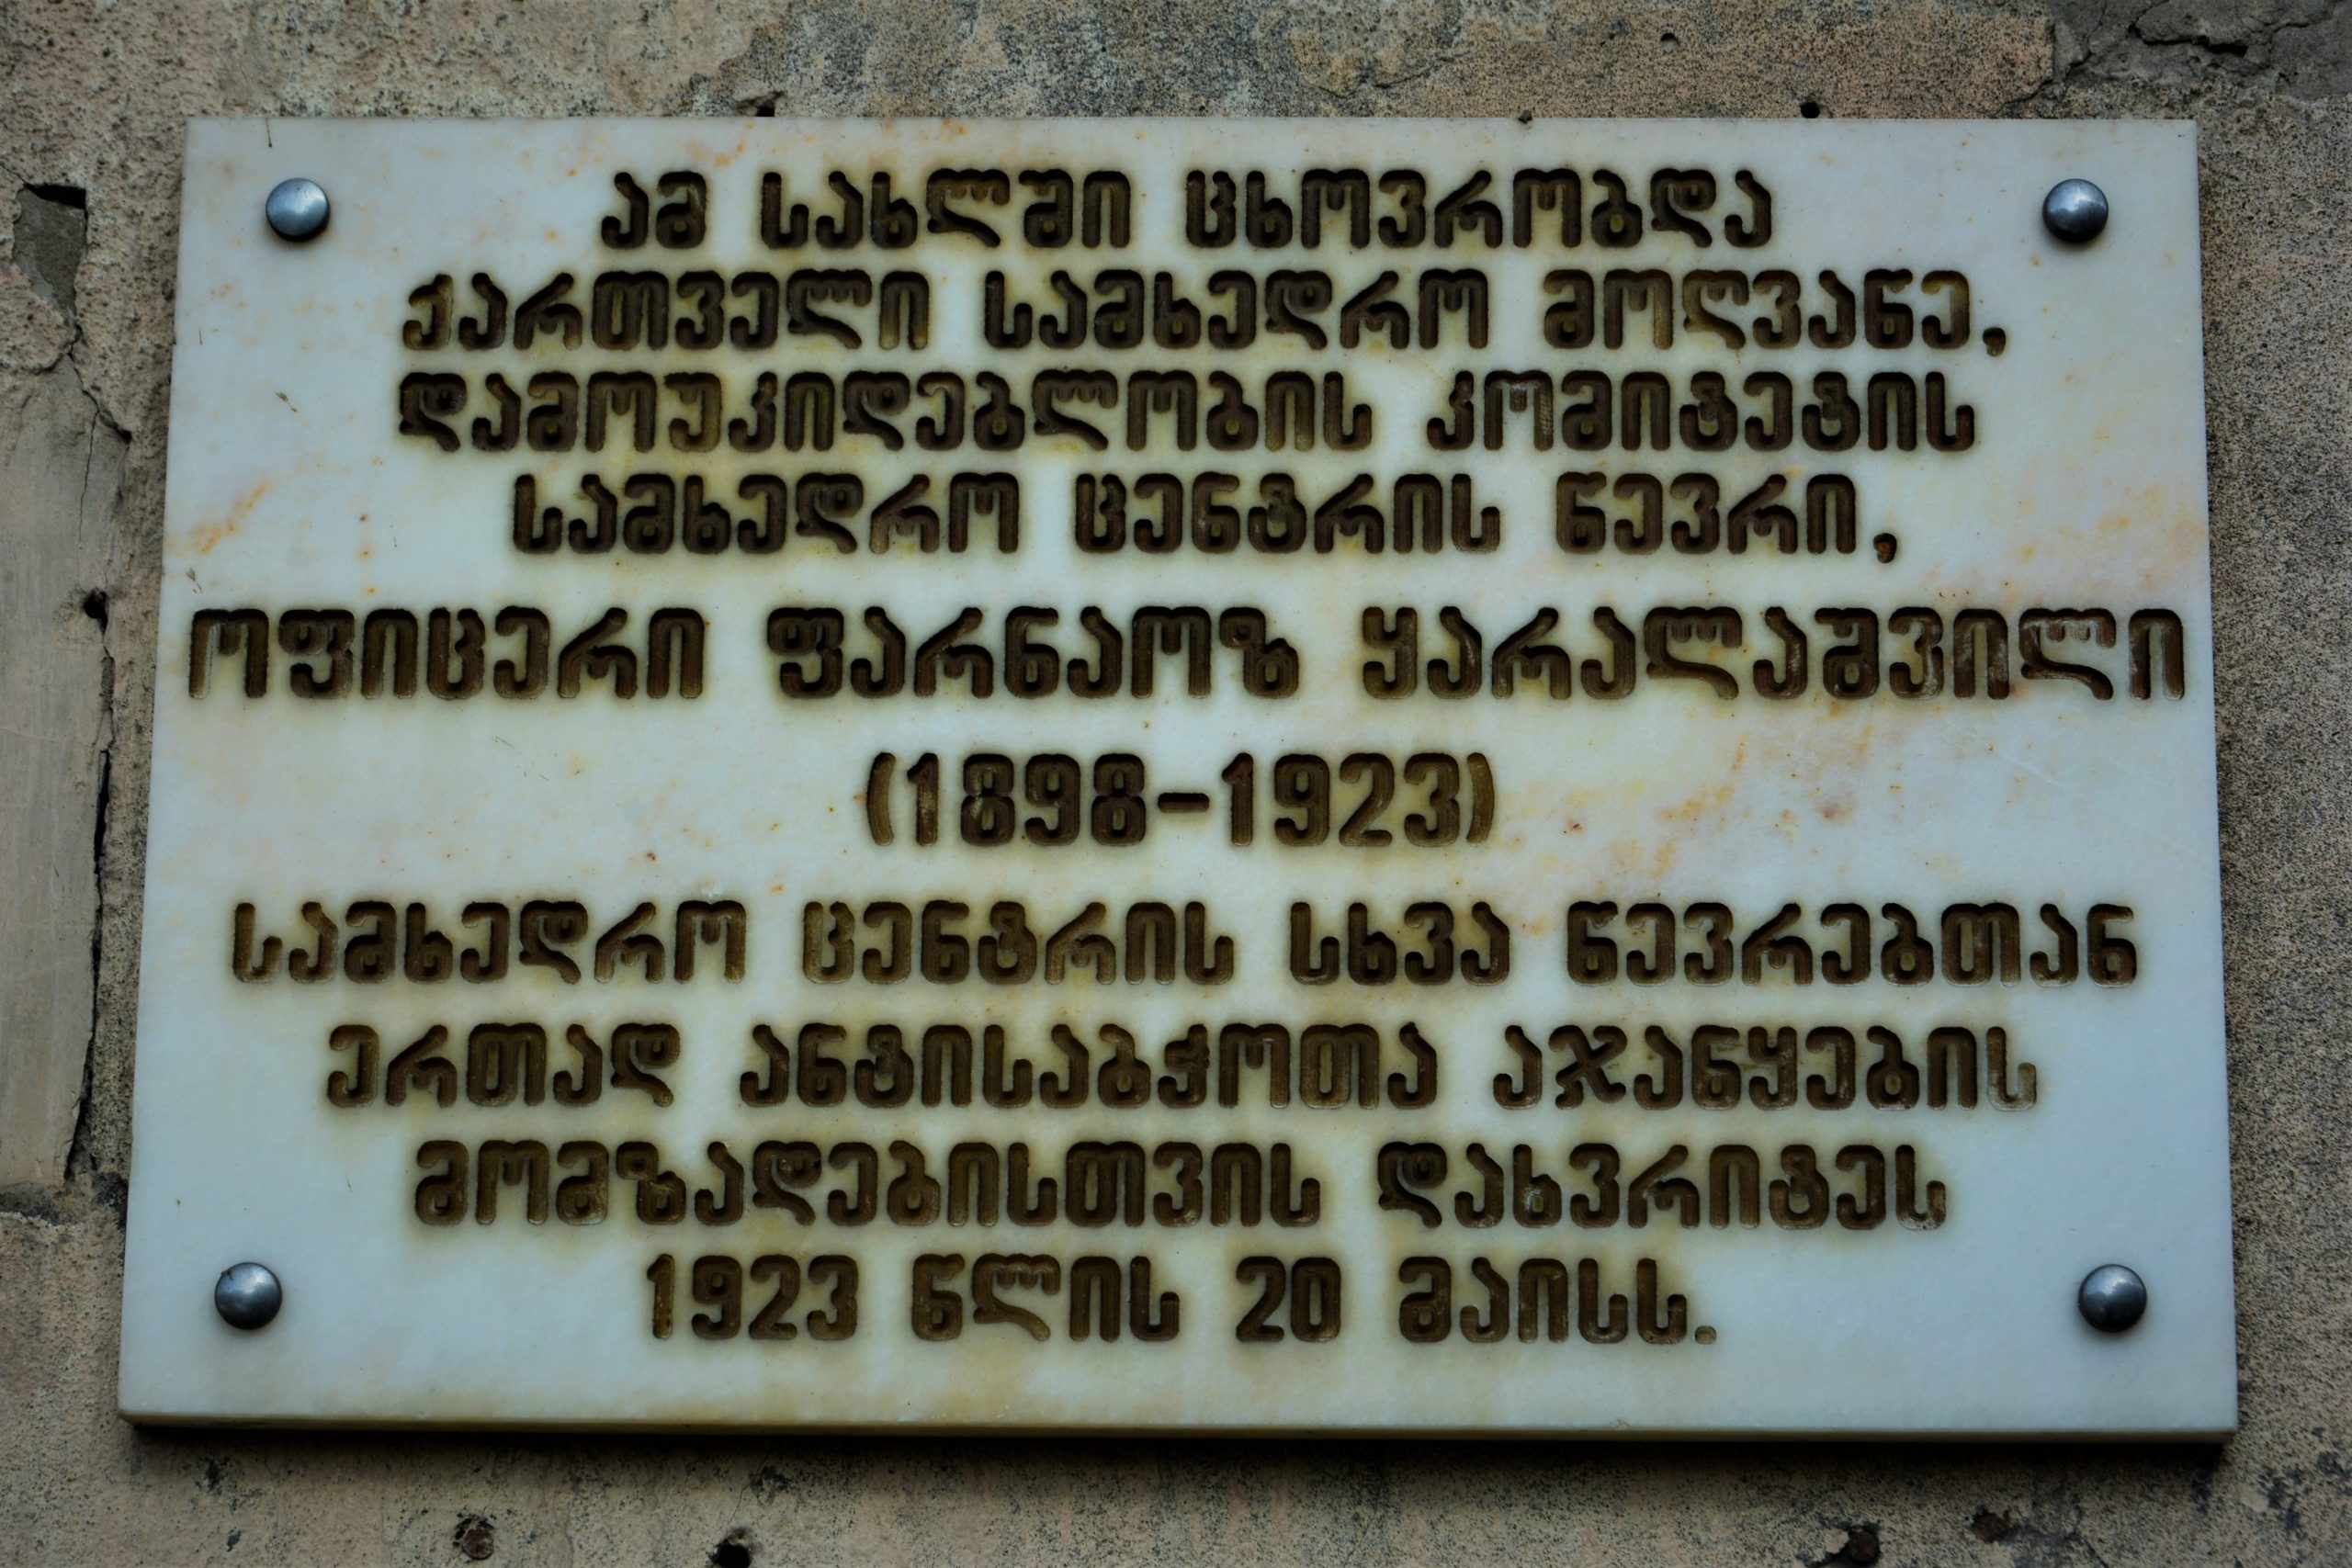 ამ სახლში ცხოვრობდა
ქართველი სამხედრო მოღვაწე,
დამოუკიდებლობის კომიტეტის
სამხედრო ცენტრის წევრი,
ოფიცერი ფარნაოზ ყარალაშვილი
(1898-1923)
სამხედრო ცენტრის სხვა წევრებთან
ერთად ანტისაბჭოთა აჯანყების
მომზადებისთვის დახვრიტეს
1923 წლის 20 მაისს.